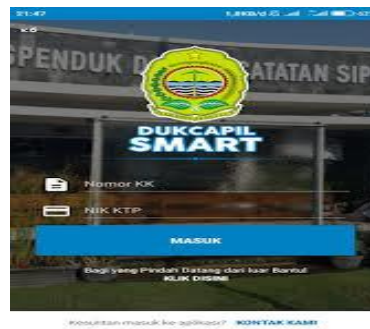 21:47
SPENDUK D
ATATAN SIP
DUKCAPIL
SMART
Nomor KK
NIK KTP
MASUK
Bagi yang Pindah Datang dari luar Bantul
KLIK DISINI
Kesulitan masuk ke aplikasi? KONTAK KAMI